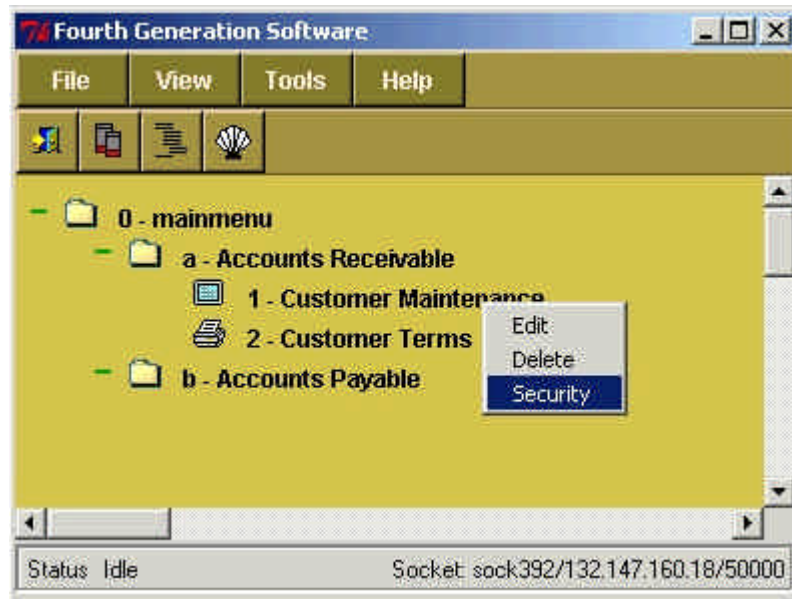 Fourth Generation Software
File View Tools Help
0 - mainmenu
a - Accounts Receivable
1 - Customer Maintenance
2 - Customer Terms
b - Accounts Payable
Edit
Delete
Security
Status Idle Socket: sock392/132.147.160.18/50000